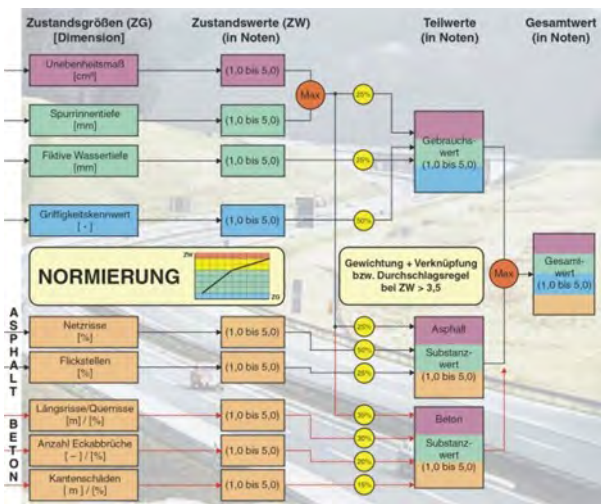 Zustandsgrößen (ZG)
[Dimension]
Zustandswerte (ZW)
(in Noten)
Teilwerte
(in Noten)
Gesamtwert
(in Noten)
Unebenheitsmaß
[cm³]
(1,0 bis 5,0)
Max
25%
Spurrinnentiefe
[mm]
(1,0 bis 5,0)
Gebrauchs-
wert
(1,0 bis 5,0)
Fiktive Wassertiefe
[mm]
(1,0 bis 5,0)
25%
Griffigkeitskennwert
[ - ]
(1,0 bis 5,0)
50%
NORMIERUNG
ZW
ZG
Gewichtung + Verknüpfung
bzw. Durchschlagsregel
bei ZW > 3,5
Max
Gesamt-
wert
(1,0 bis 5,0)
ASPHALT
Netzrisse
[%]
(1,0 bis 5,0)
25%
50%
Asphalt
Substanz-
wert
(1,0 bis 5,0)
Flickstellen
[%]
(1,0 bis 5,0)
25%
BETON
Längsrisse/Querrisse
[m] / [%]
(1,0 bis 5,0)
30%
Beton
Substanz-
wert
(1,0 bis 5,0)
Anzahl Eckabbrüche
[ – ] / [%]
(1,0 bis 5,0)
20%
Kantenschäden
[ m ] / [%]
(1,0 bis 5,0)
15%